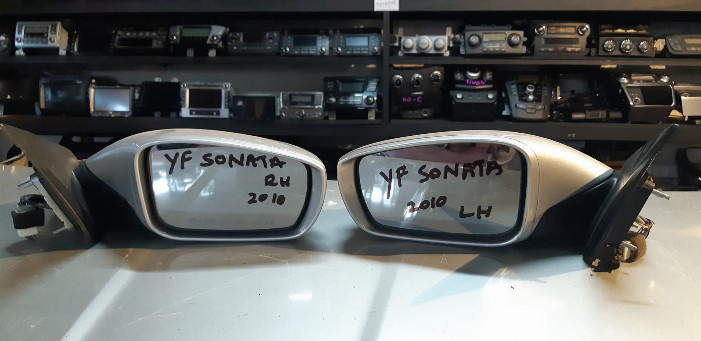 YF SONATA
RH
2010
YF SONATA
2010 LH